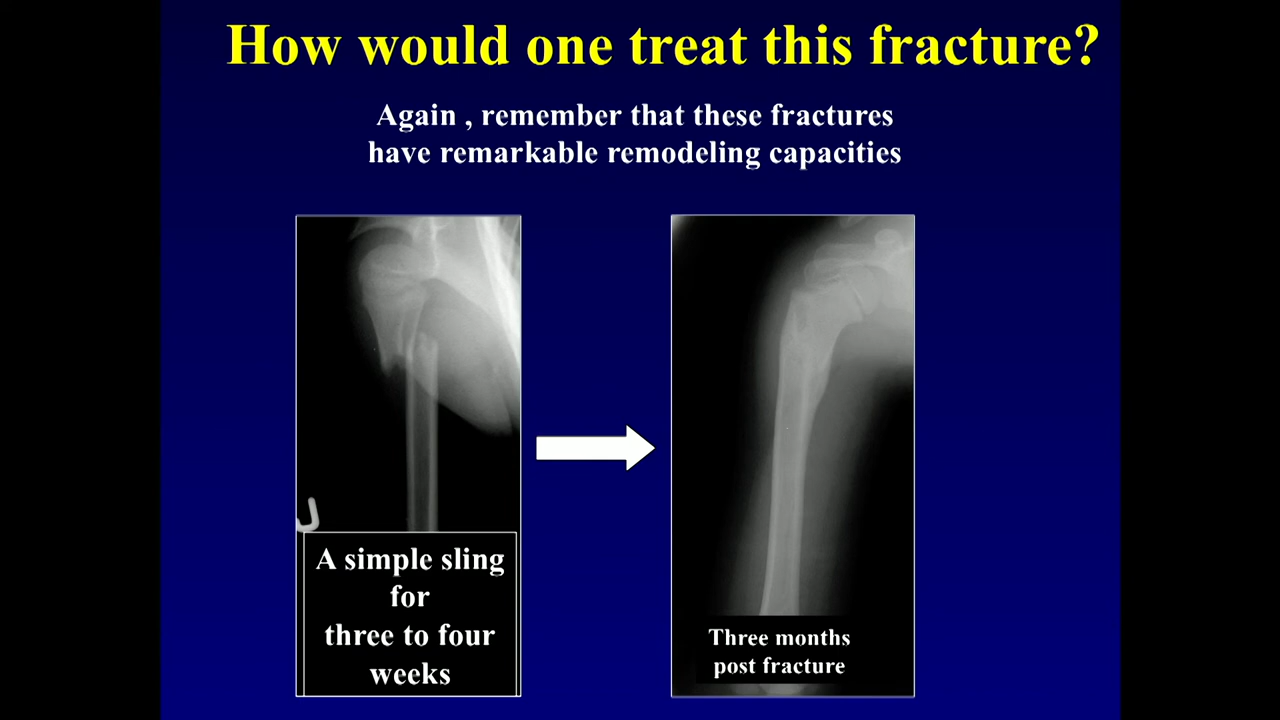 How would one treat this fracture?
Again , remember that these fractures
have remarkable remodeling capacities
A simple sling
for
three to four
weeks
Three months
post fracture